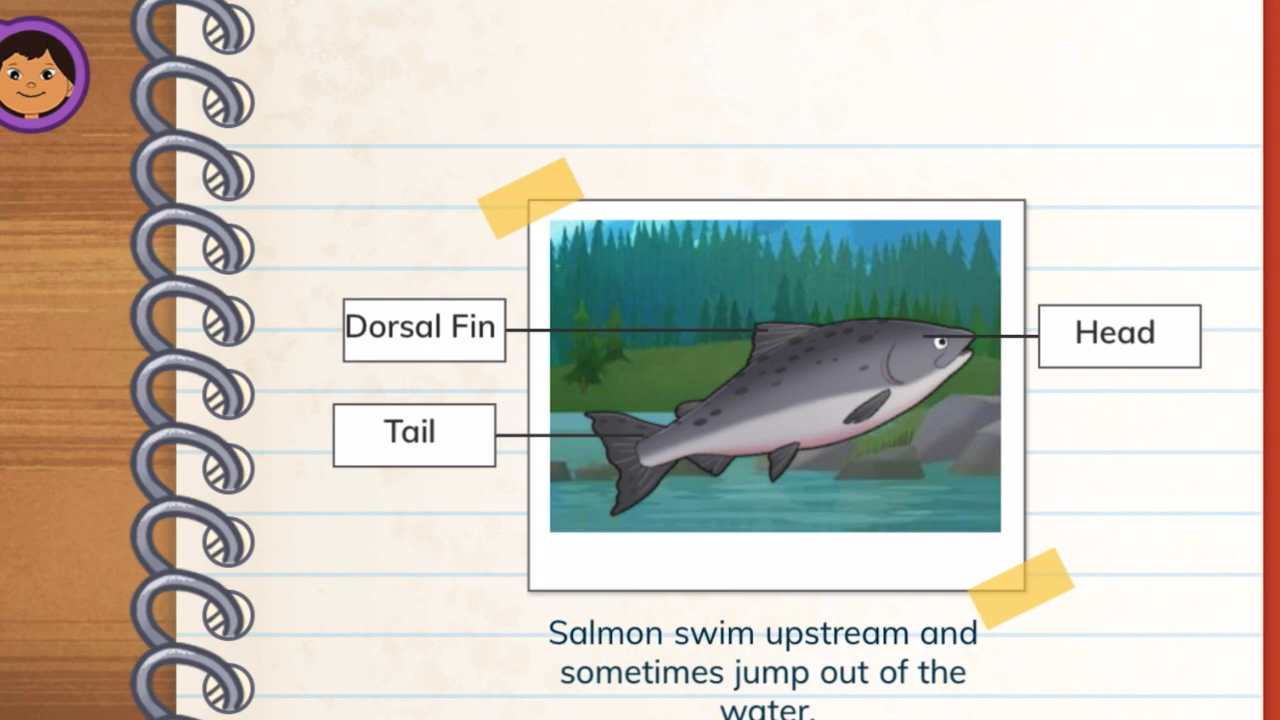 Dorsal Fin
Head
Tail
Salmon swim upstream and
sometimes jump out of the
water.